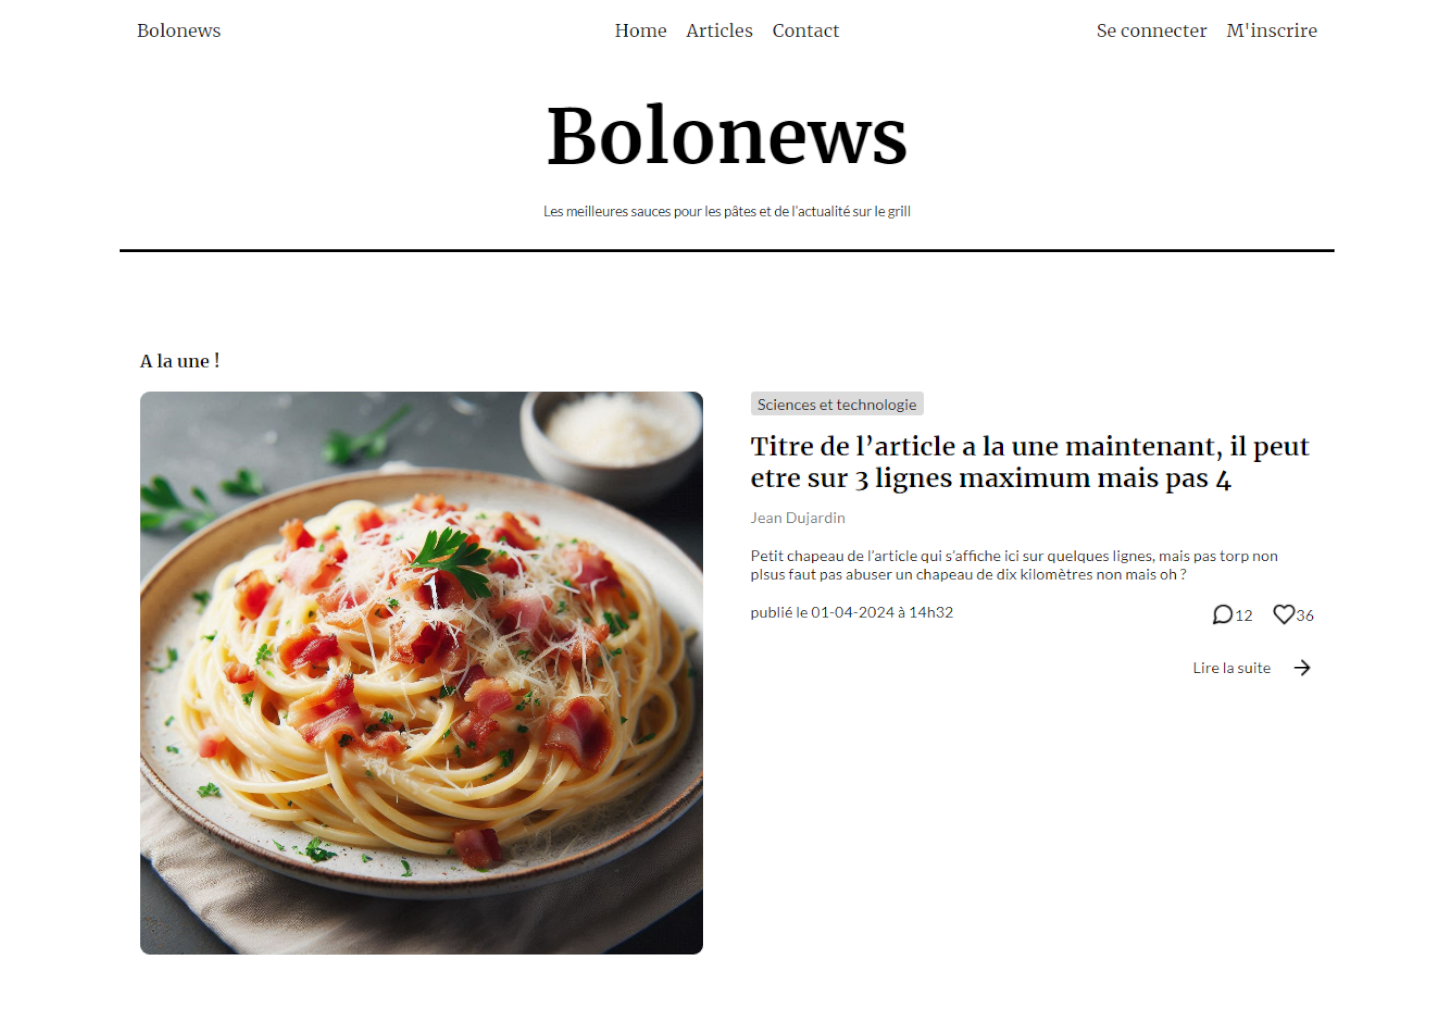 Bolonews
Home Articles Contact
Se connecter M'inscrire
Bolonews
Les meilleures sauces pour les pâtes et de l'actualité sur le grill
A la une !
Sciences et technologie
Titre de l’article a la une maintenant, il peut
etre sur 3 lignes maximum mais pas 4
Jean Dujardin
Petit chapeau de l’article qui s’affiche ici sur quelques lignes, mais pas torp non
plsus faut pas abuser un chapeau de dix kilomètres non mais oh ?
publié le 01-04-2024 à 14h32
12 36
Lire la suite